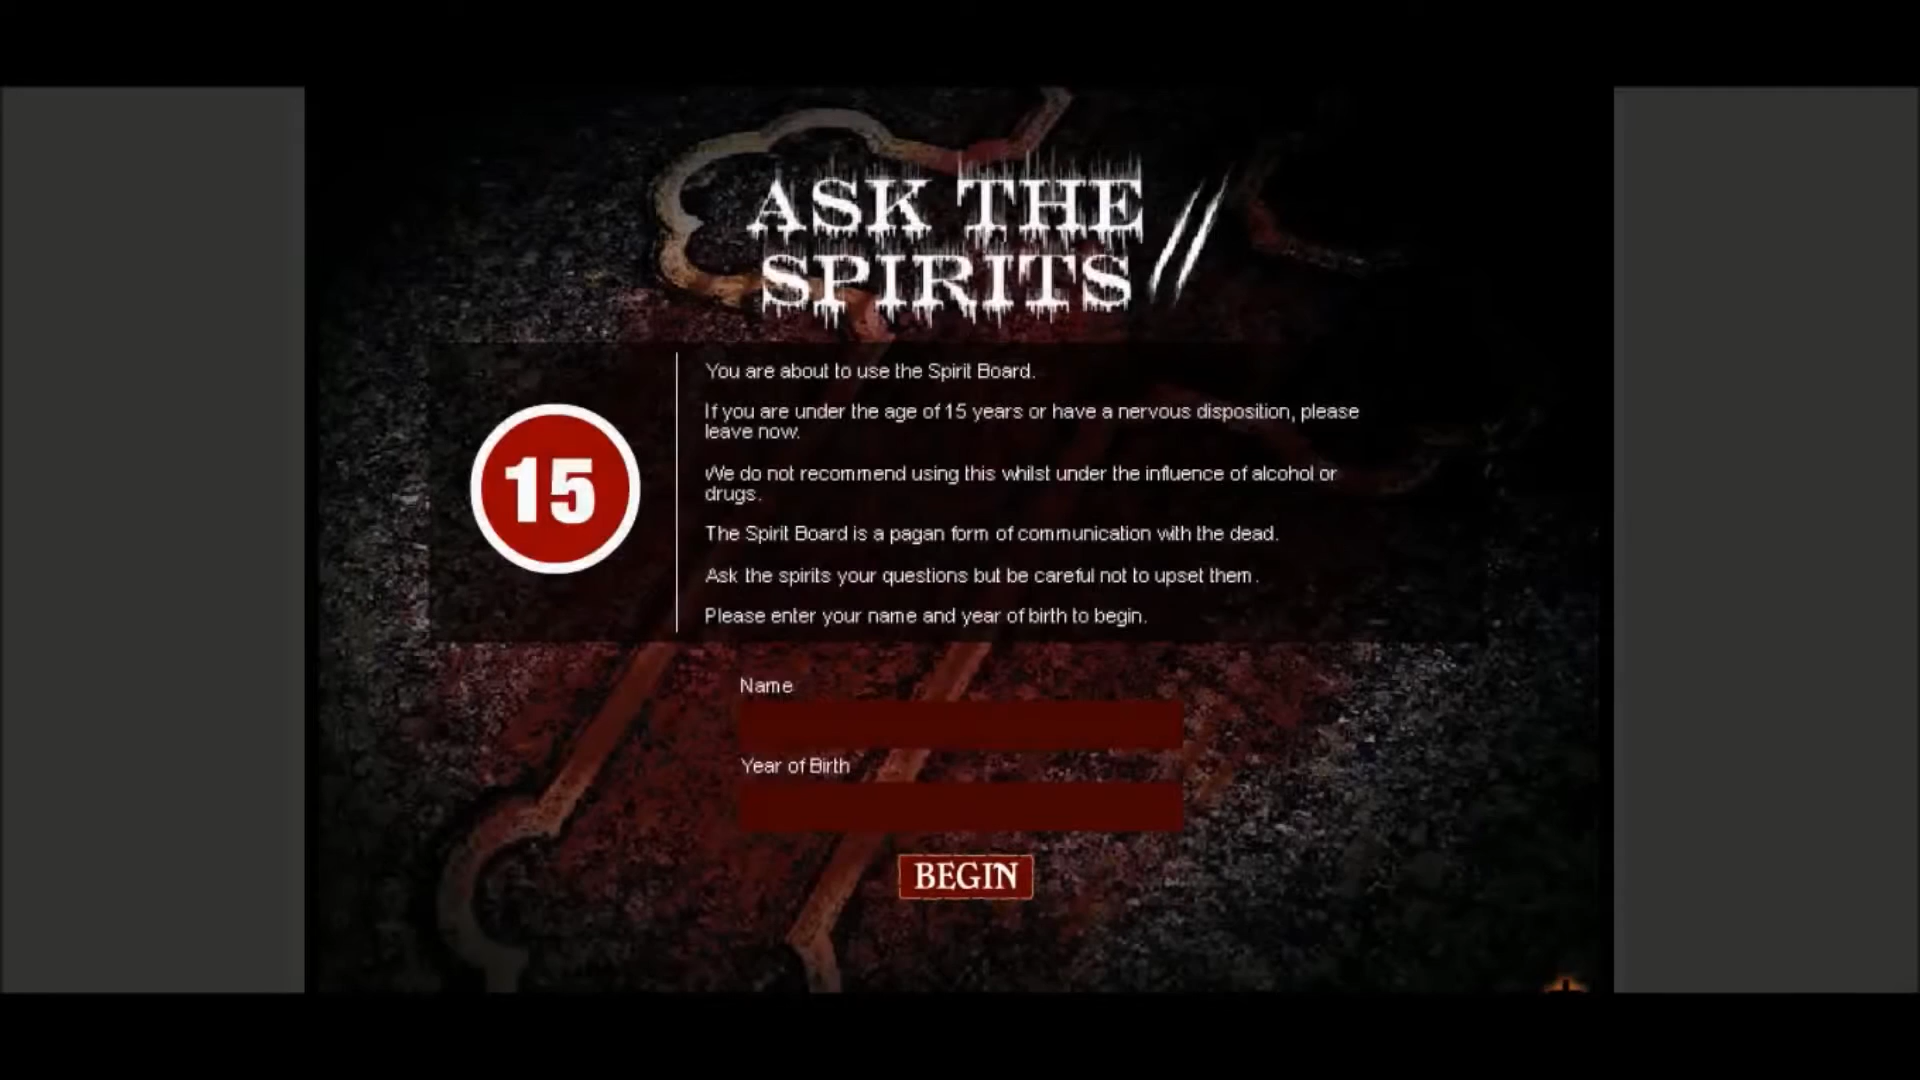 ASK THE
SPIRITS
You are about to use the Spirit Board.
If you are under the age of 15 years or have a nervous disposition, please
leave now.
We do not recommend using this whilst under the influence of alcohol or
drugs.
15
The Spirit Board is a pagan form of communication with the dead.
Ask the spirits your questions but be careful not to upset them.
Please enter your name and year of birth to begin.
Name
Year of Birth
BEGIN